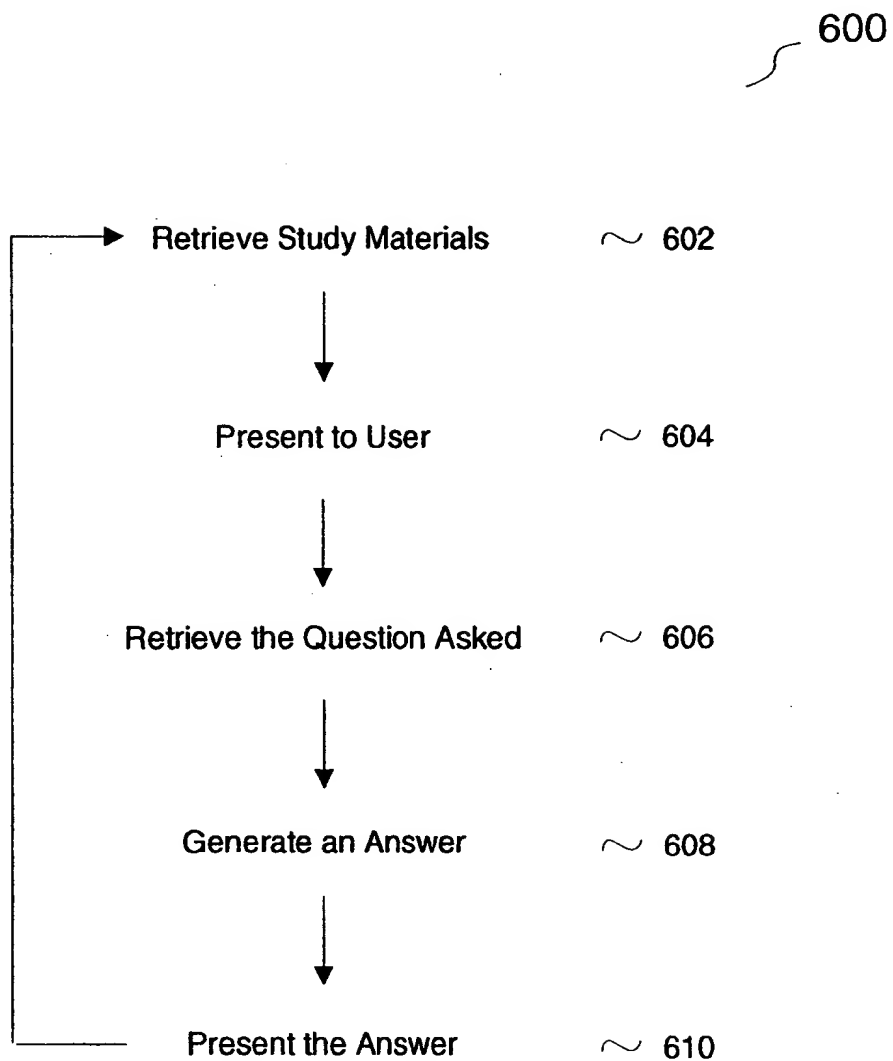 600
Retrieve Study Materials ~ 602
Present to User ~ 604
Retrieve the Question Asked ~ 606
Generate an Answer ~ 608
Present the Answer ~ 610